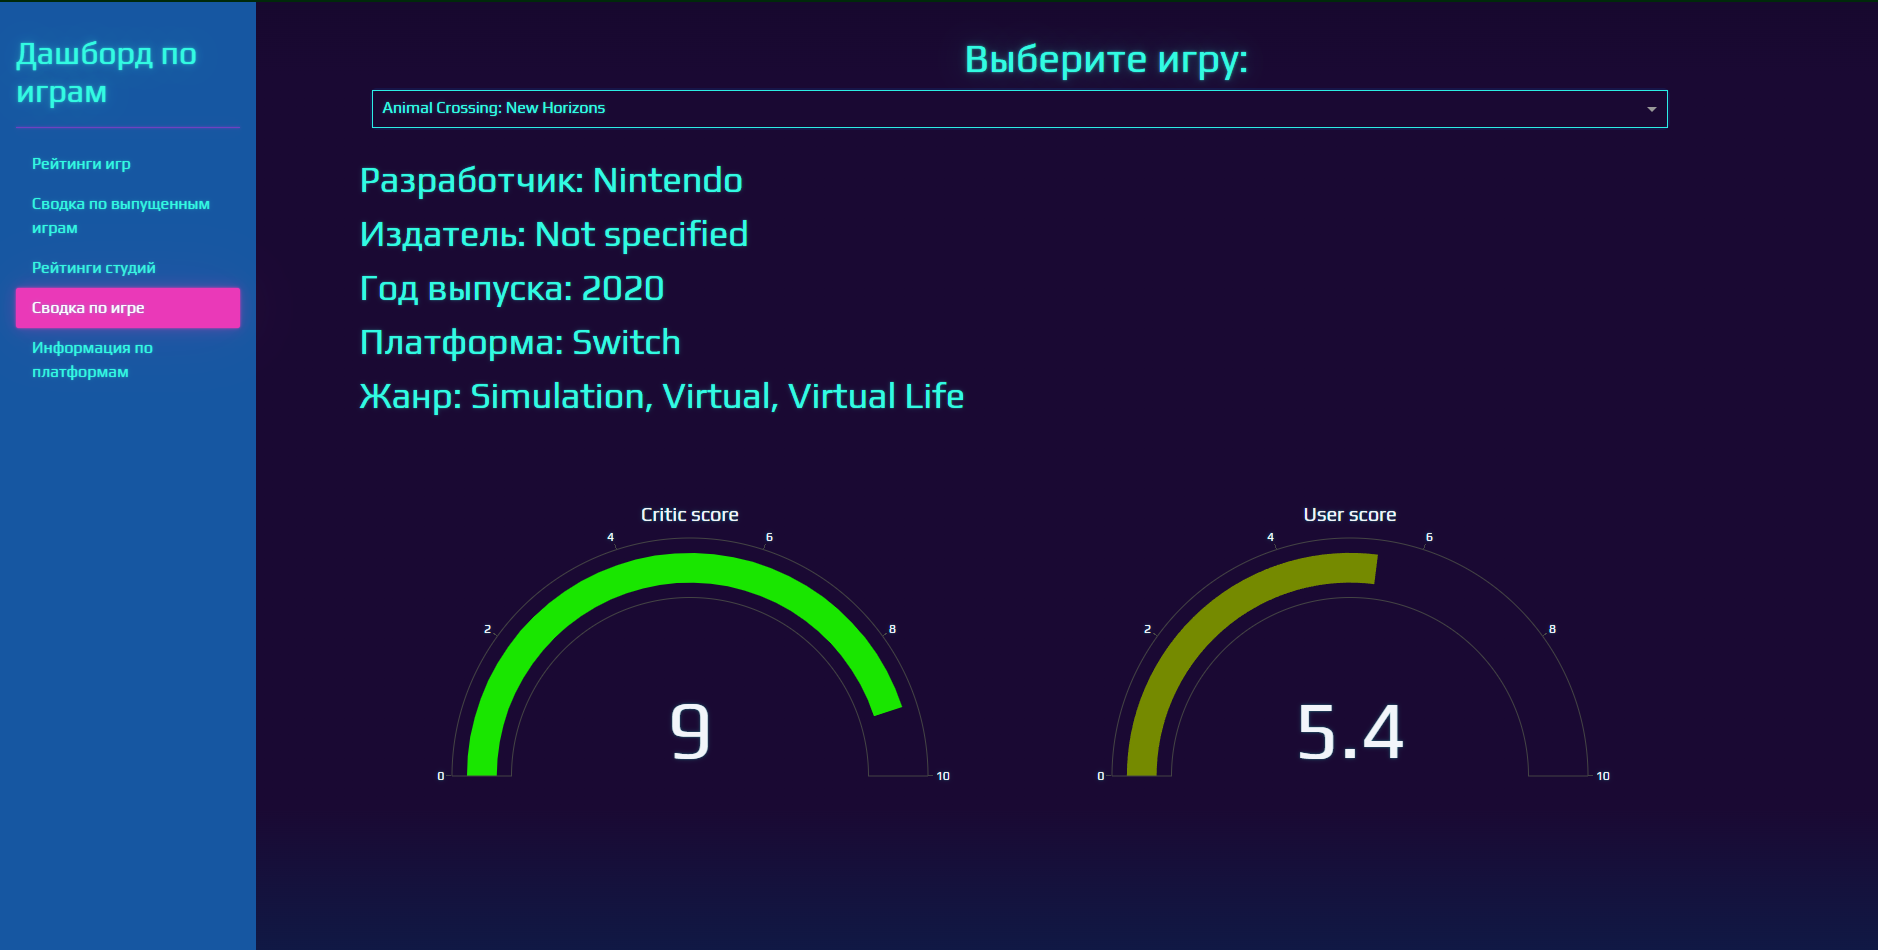 Дашборд по
играм
Рейтинги игр
Сводка по выпущенным
играм
Рейтинги студий
Сводка по игре
Информация по
платформам
Выберите игру:
Animal Crossing: New Horizons
Разработчик: Nintendo
Издатель: Not specified
Год выпуска: 2020
Платформа: Switch
Жанр: Simulation, Virtual, Virtual Life
Critic score
0
2
4
6
8
10
9
User score
0
2
4
6
8
10
5.4